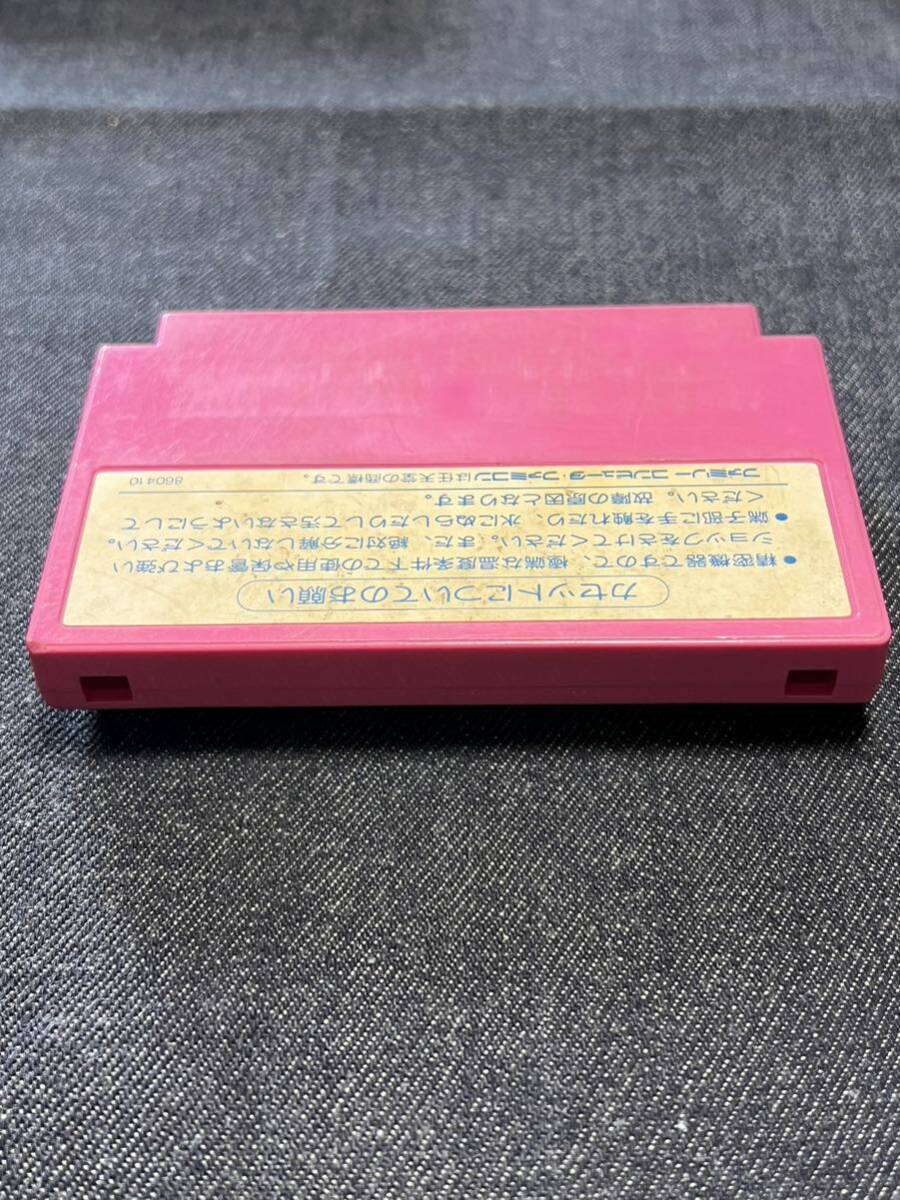 カセットについてのお願い
●精密機器ですので、極端な温度条件下での使用や保管および強い
ショックをさけてください。また、絶対に分解しないでください。
●端子部に手を触れたり、水にぬらしたりして汚さないようにして
ください。故障の原因となります。
ファミリーコンピュータ・ファミコンは任天堂の商標です。 860410